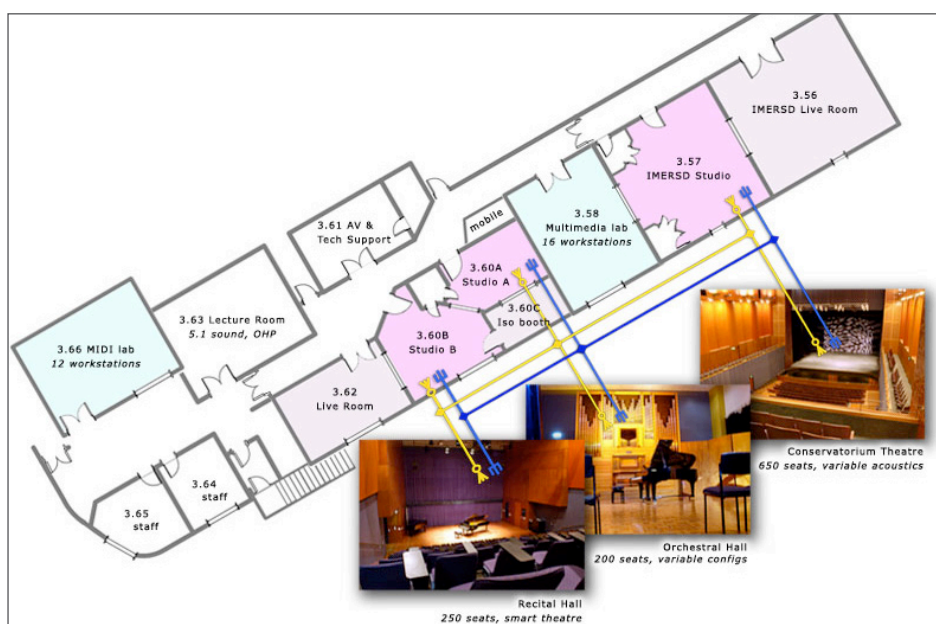 3.56
IMERSD Live Room
3.57
IMERSD Studio
3.58
Multimedia lab
16 workstations
mobile
3.61 AV &
Tech Support
3.60A
Studio A
3.60C
Iso booth
3.60B
Studio B
3.63 Lecture Room
5.1 sound, OHP
3.66 MIDI lab
12 workstations
3.62
Live Room
3.64
staff
3.65
staff
Conservatorium Theatre
650 seats, variable acoustics
Orchestral Hall
200 seats, variable configs
Recital Hall
250 seats, smart theatre